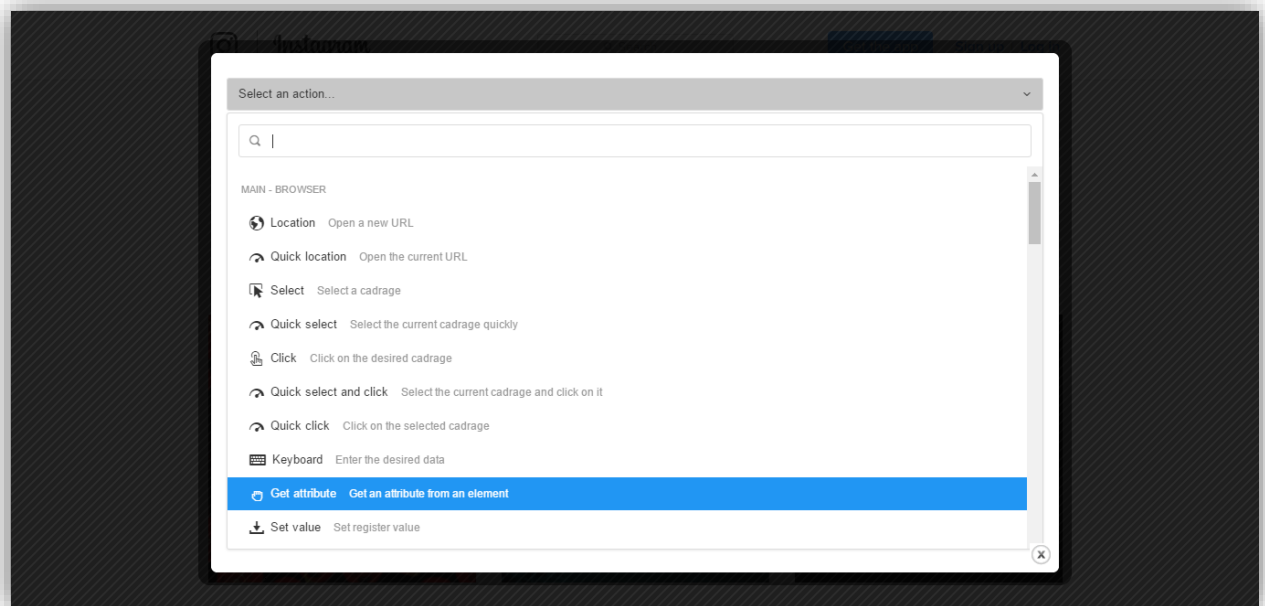 Instagram
Select an action...
MAIN - BROWSER
Location Open a new URL
Quick location Open the current URL
Select Select a cadrage
Quick select Select the current cadrage quickly
Click Click on the desired cadrage
Quick select and click Select the current cadrage and click on it
Quick click Click on the selected cadrage
Keyboard Enter the desired data
Get attribute Get an attribute from an element
Set value Set register value